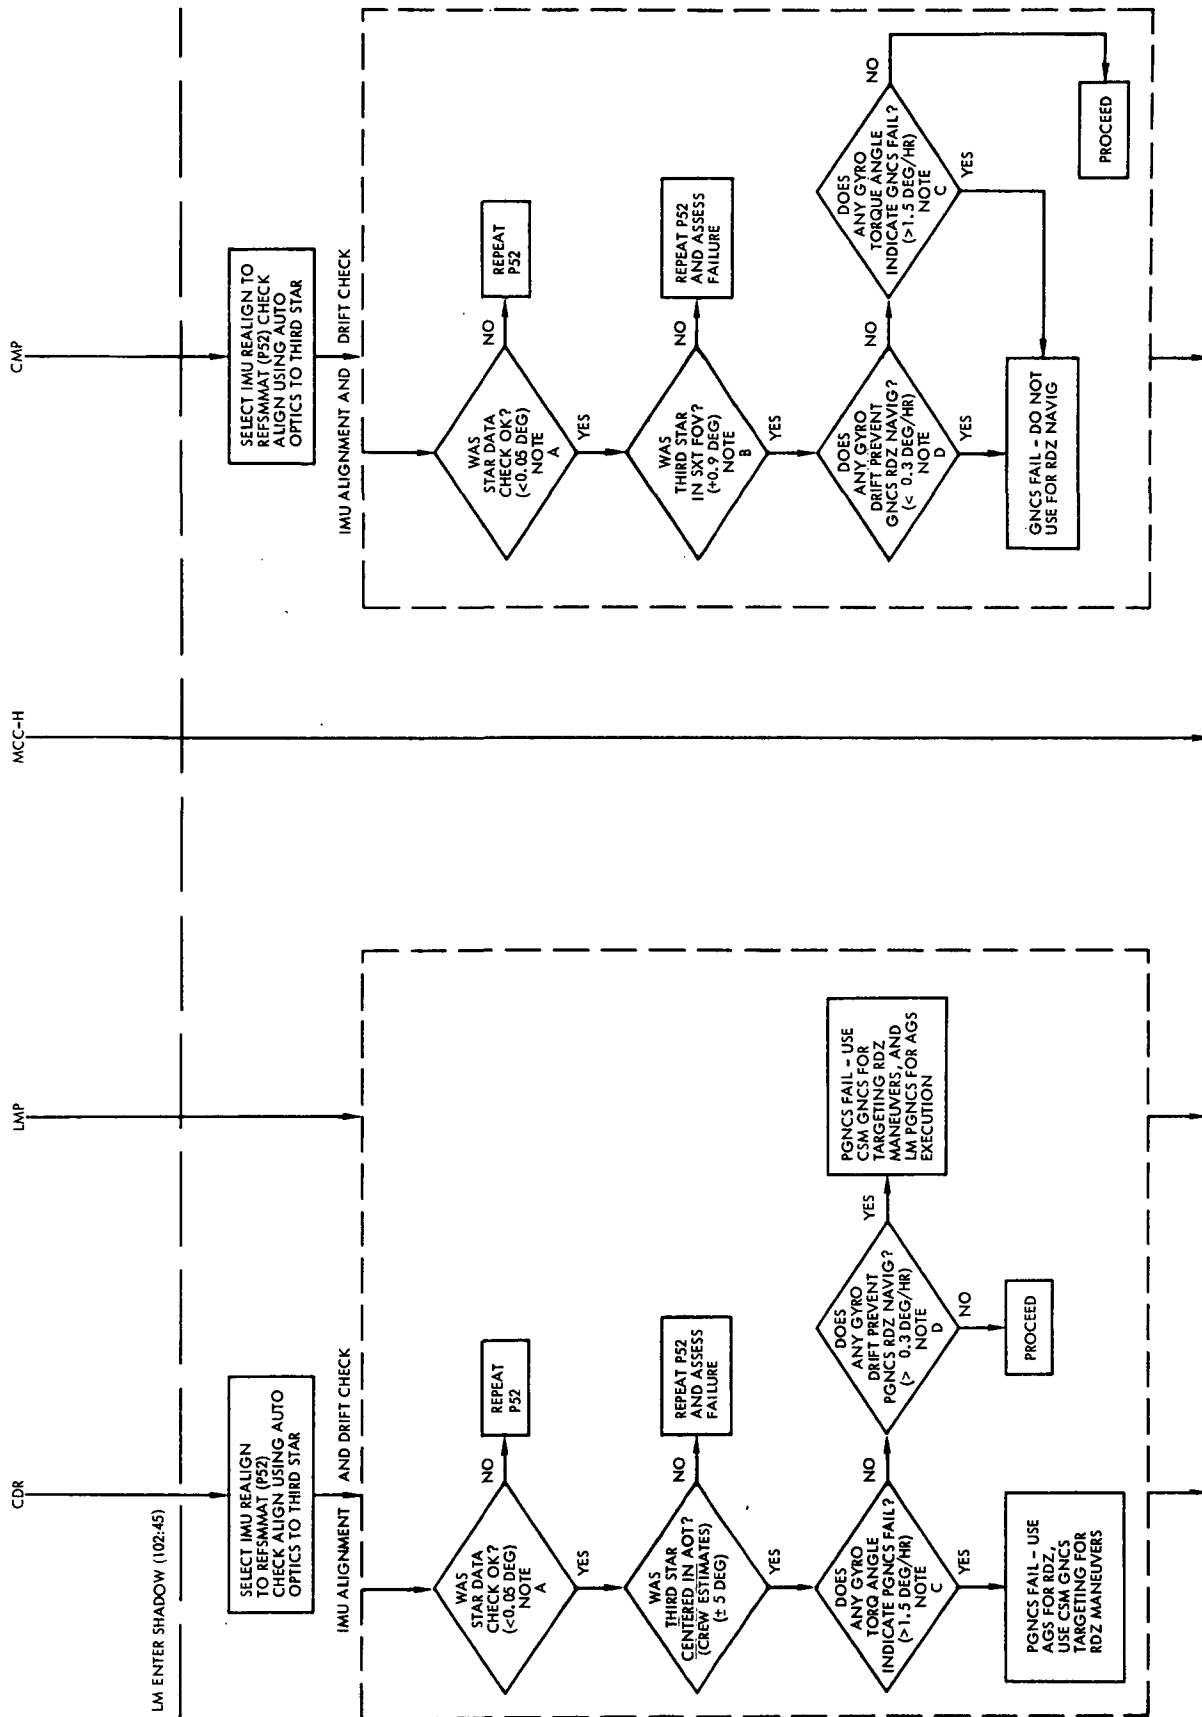 CDR
LMP
MCC-H
CMP
LM ENTER SHADOW (102:45)
SELECT IMU REALIGN
TO REFSMMAT (P52)
CHECK ALIGN USING AUTO
OPTICS TO THIRD STAR
IMU ALIGNMENT AND DRIFT CHECK
WAS
STAR DATA
CHECK OK?
(<0.05 DEG)
NOTE
A
NO
REPEAT
P52
YES
WAS
THIRD STAR
CENTERED IN AOT?
(CREW ESTIMATES)
(± 5 DEG)
NO
REPEAT P52
AND ASSESS
FAILURE
YES
DOES
ANY GYRO
TORQ ANGLE
INDICATE PGNCS FAIL?
(>1.5 DEG/HR)
NOTE
C
NO
YES
PGNCS FAIL - USE
AGS FOR RDZ,
USE CSM GNCS
TARGETING FOR
RDZ MANEUVERS
DOES
ANY GYRO
DRIFT PREVENT
PGNCS RDZ NAVIG?
(> 0.3 DEG/HR)
NOTE
D
YES
PGNCS FAIL - USE
CSM GNCS FOR
TARGETING RDZ
MANEUVERS, AND
LM PGNCS FOR AGS
EXECUTION
NO
PROCEED
SELECT IMU REALIGN TO
REFSMMAT (P52) CHECK
ALIGN USING AUTO
OPTICS TO THIRD STAR
IMU ALIGNMENT AND DRIFT CHECK
WAS
STAR DATA
CHECK OK?
(<0.05 DEG)
NOTE
A
NO
REPEAT
P52
YES
WAS
THIRD STAR
IN SXT FOV?
(+0.9 DEG)
NOTE
B
NO
REPEAT P52
AND ASSESS
FAILURE
YES
DOES
ANY GYRO
DRIFT PREVENT
GNCS RDZ NAVIG?
(< 0.3 DEG/HR)
NOTE
D
NO
YES
GNCS FAIL - DO NOT
USE FOR RDZ NAVIG
DOES
ANY GYRO
TORQUE ANGLE
INDICATE GNCS FAIL?
(>1.5 DEG/HR)
NOTE
C
NO
YES
PROCEED